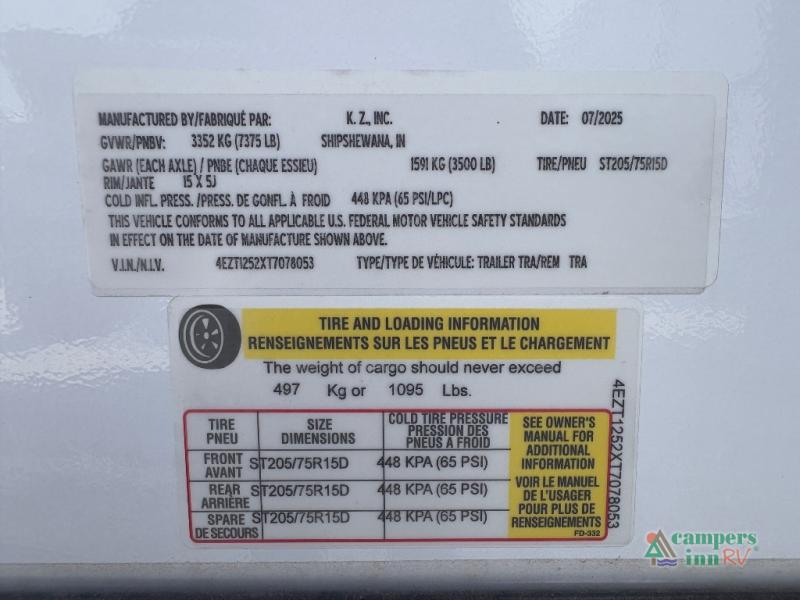 MANUFACTURED BY/FABRIQUÉ PAR: K. Z., INC. DATE: 07/2025
GVWR/PNBV: 3352 KG (7375 LB) SHIPSHEWANA, IN
GAWR (EACH AXLE) / PNBE (CHAQUE ESSIEU) 1591 KG (3500 LB) TIRE/PNEU ST205/75R15D
RIM/JANTE 15 X 5J
COLD INFL. PRESS. /PRESS. DE GONFL. À FROID 448 KPA (65 PSI/LPC)
THIS VEHICLE CONFORMS TO ALL APPLICABLE U.S. FEDERAL MOTOR VEHICLE SAFETY STANDARDS
IN EFFECT ON THE DATE OF MANUFACTURE SHOWN ABOVE.
V.I.N./N.I.V. 4EZT1252XT7078053 TYPE/TYPE DE VÉHICULE: TRAILER TRA/REM TRA
TIRE AND LOADING INFORMATION
RENSEIGNEMENTS SUR LES PNEUS ET LE CHARGEMENT
The weight of cargo should never exceed
497 Kg or 1095 Lbs.
TIRE SIZE COLD TIRE PRESSURE
PNEU DIMENSIONS PRESSION DES
PNEUS À FROID
FRONT ST205/75R15D 448 KPA (65 PSI)
AVANT
REAR ST205/75R15D 448 KPA (65 PSI)
ARRIÈRE
SPARE ST205/75R15D 448 KPA (65 PSI)
DE SECOURS
SEE OWNER'S
MANUAL FOR
ADDITIONAL
INFORMATION
VOIR LE MANUEL
DE L'USAGER
POUR PLUS DE
RENSEIGNEMENTS
FD-332
4EZT1252XT7078053
campers
inn RV